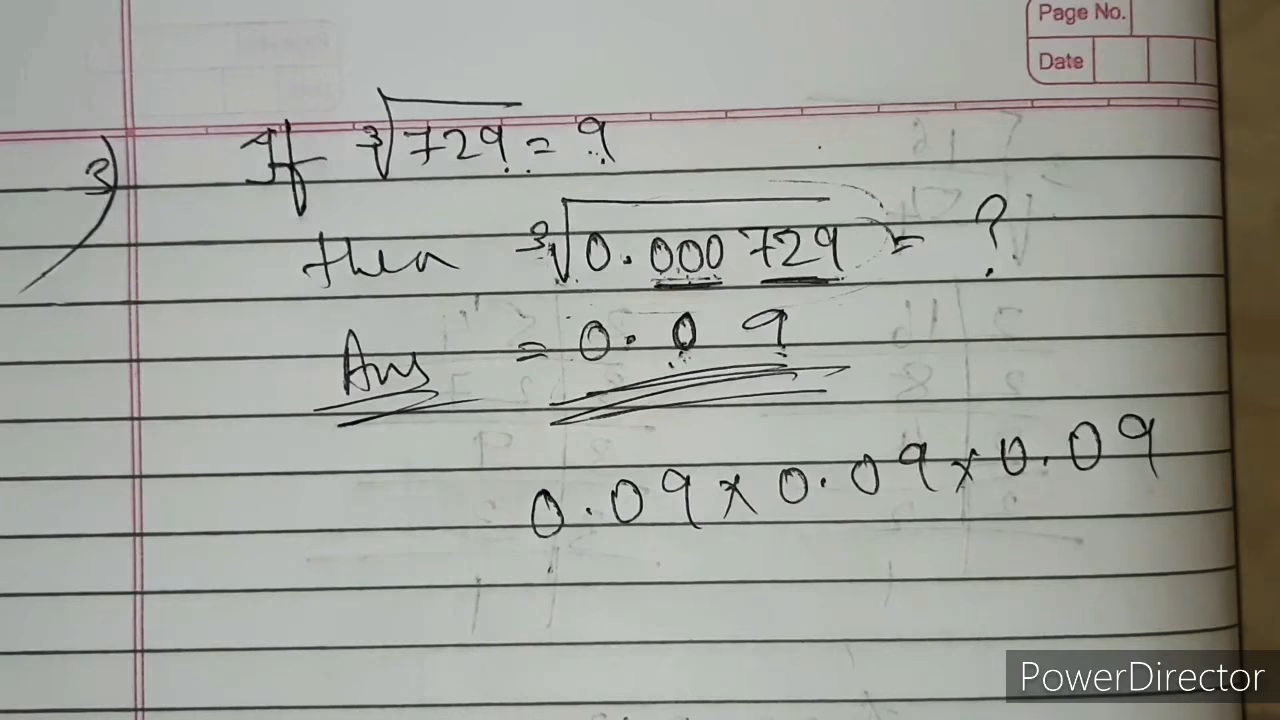 Page No.
Date
3) If ∛729 = 9
then ∛0.000729 = ?
Ans = 0.09
0.09 x 0.09 x 0.09
PowerDirector